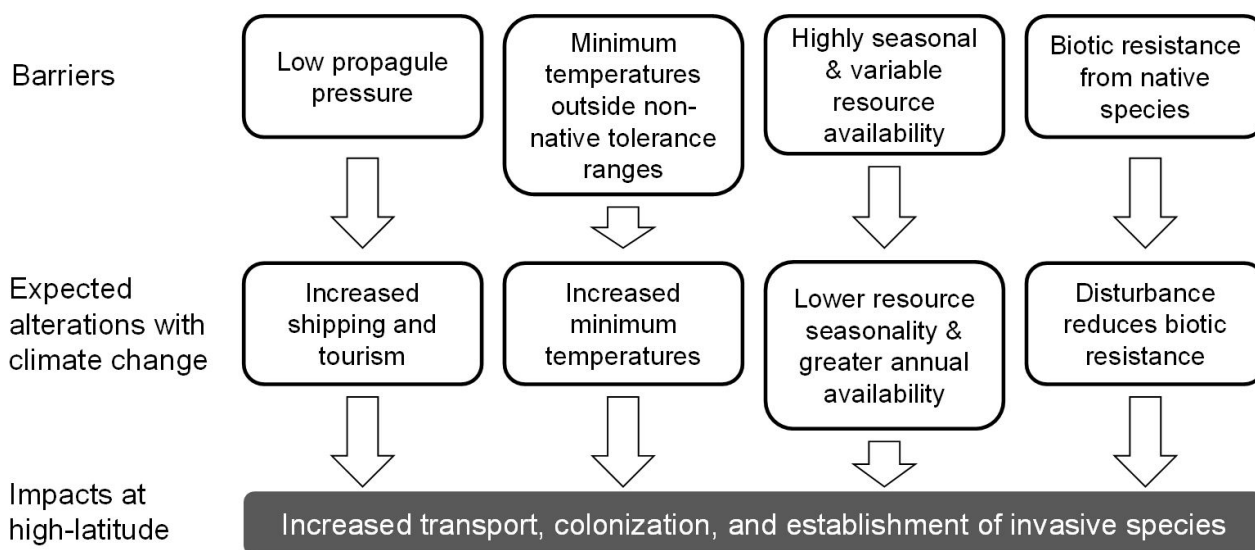 Barriers
Low propagule
pressure
Minimum
temperatures
outside non-
native tolerance
ranges
Highly seasonal
& variable
resource
availability
Biotic resistance
from native
species
Expected
alterations with
climate change
Increased
shipping and
tourism
Increased
minimum
temperatures
Lower resource
seasonality &
greater annual
availability
Disturbance
reduces biotic
resistance
Impacts at
high-latitude
Increased transport, colonization, and establishment of invasive species